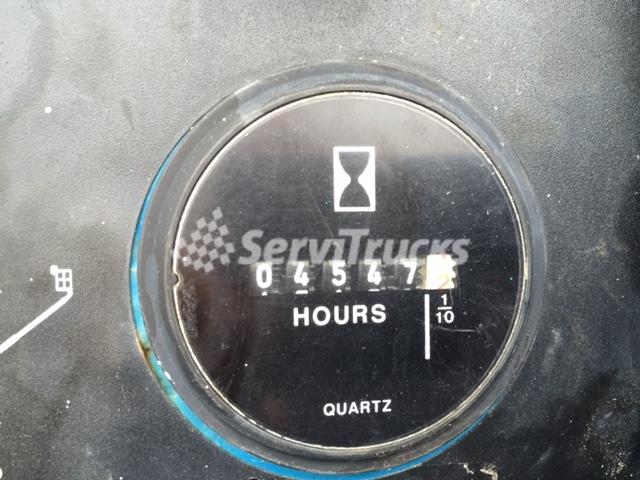 ServiTrucks
04547
HOURS
1/10
QUARTZ